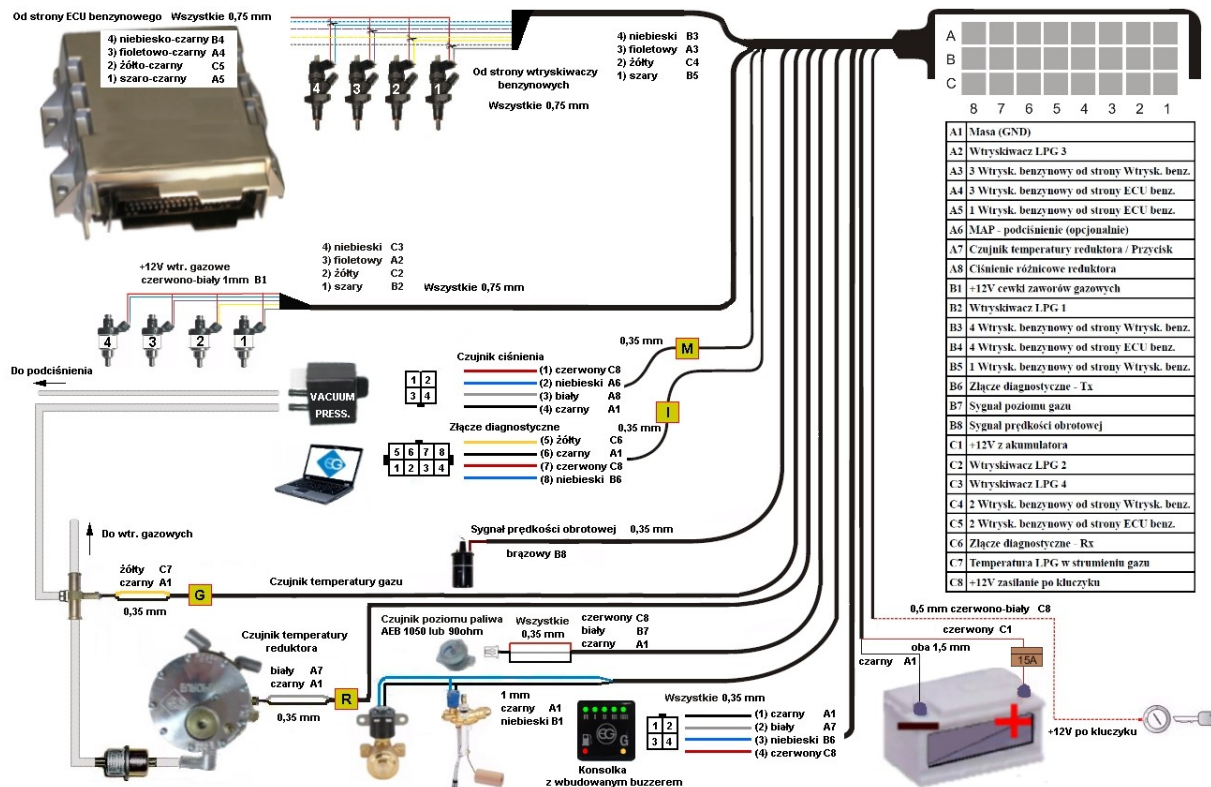 Od strony ECU benzynowego Wszystkie 0,75 mm
4) niebiesko-czarny B4
3) fioletowo-czarny A4
2) żółto-czarny C5
1) szaro-czarny A5
4 3 2 1
4) niebieski B3
3) fioletowy A3
2) żółty C4
1) szary B5
Od strony wtryskiwaczy
benzynowych
Wszystkie 0,75 mm
A
B
C
8 7 6 5 4 3 2 1
A1 Masa (GND)
A2 Wtryskiwacz LPG 3
A3 3 Wtrysk. benzynowy od strony Wtrysk. benz.
A4 3 Wtrysk. benzynowy od strony ECU benz.
A5 1 Wtrysk. benzynowy od strony ECU benz.
A6 MAP - podciśnienie (opcjonalnie)
A7 Czujnik temperatury reduktora / Przycisk
A8 Ciśnienie różnicowe reduktora
B1 +12V cewki zaworów gazowych
B2 Wtryskiwacz LPG 1
B3 4 Wtrysk. benzynowy od strony Wtrysk. benz.
B4 4 Wtrysk. benzynowy od strony ECU benz.
B5 1 Wtrysk. benzynowy od strony Wtrysk. benz.
B6 Złącze diagnostyczne - Tx
B7 Sygnał poziomu gazu
B8 Sygnał prędkości obrotowej
C1 +12V z akumulatora
C2 Wtryskiwacz LPG 2
C3 Wtryskiwacz LPG 4
C4 2 Wtrysk. benzynowy od strony Wtrysk. benz.
C5 2 Wtrysk. benzynowy od strony ECU benz.
C6 Złącze diagnostyczne - Rx
C7 Temperatura LPG w strumieniu gazu
C8 +12V zasilanie po kluczyku
+12V wtr. gazowe
czerwono-biały 1mm B1
4 3 2 1
4) niebieski C3
3) fioletowy A2
2) żółty C2
1) szary B2 Wszystkie 0,75 mm
Do podciśnienia
VACUUM
PRESS.
Czujnik ciśnienia
1 2
3 4
(1) czerwony C8
(2) niebieski A6
(3) biały A8
(4) czarny A1
0,35 mm
M
I
0,35 mm
Złącze diagnostyczne
5 6 7 8
1 2 3 4
(5) żółty C6
(6) czarny A1
(7) czerwony C8
(8) niebieski B6
EG
Sygnał prędkości obrotowej 0,35 mm
brązowy B8
Do wtr. gazowych
żółty C7
czarny A1
0,35 mm
G
Czujnik temperatury gazu
Czujnik temperatury
reduktora
biały A7
czarny A1
0,35 mm
R
Czujnik poziomu paliwa
AEB 1050 lub 90ohm
Wszystkie
0,35 mm
czerwony C8
biały B7
czarny A1
1 mm
czarny A1
niebieski B1
EG
G
Konsolka
z wbudowanym buzzerem
Wszystkie 0,35 mm
1 2
3 4
(1) czarny A1
(2) biały A7
(3) niebieski B6
(4) czerwony C8
0,5 mm czerwono-biały C8
czerwony C1
oba 1,5 mm
czarny A1
15A
+12V po kluczyku